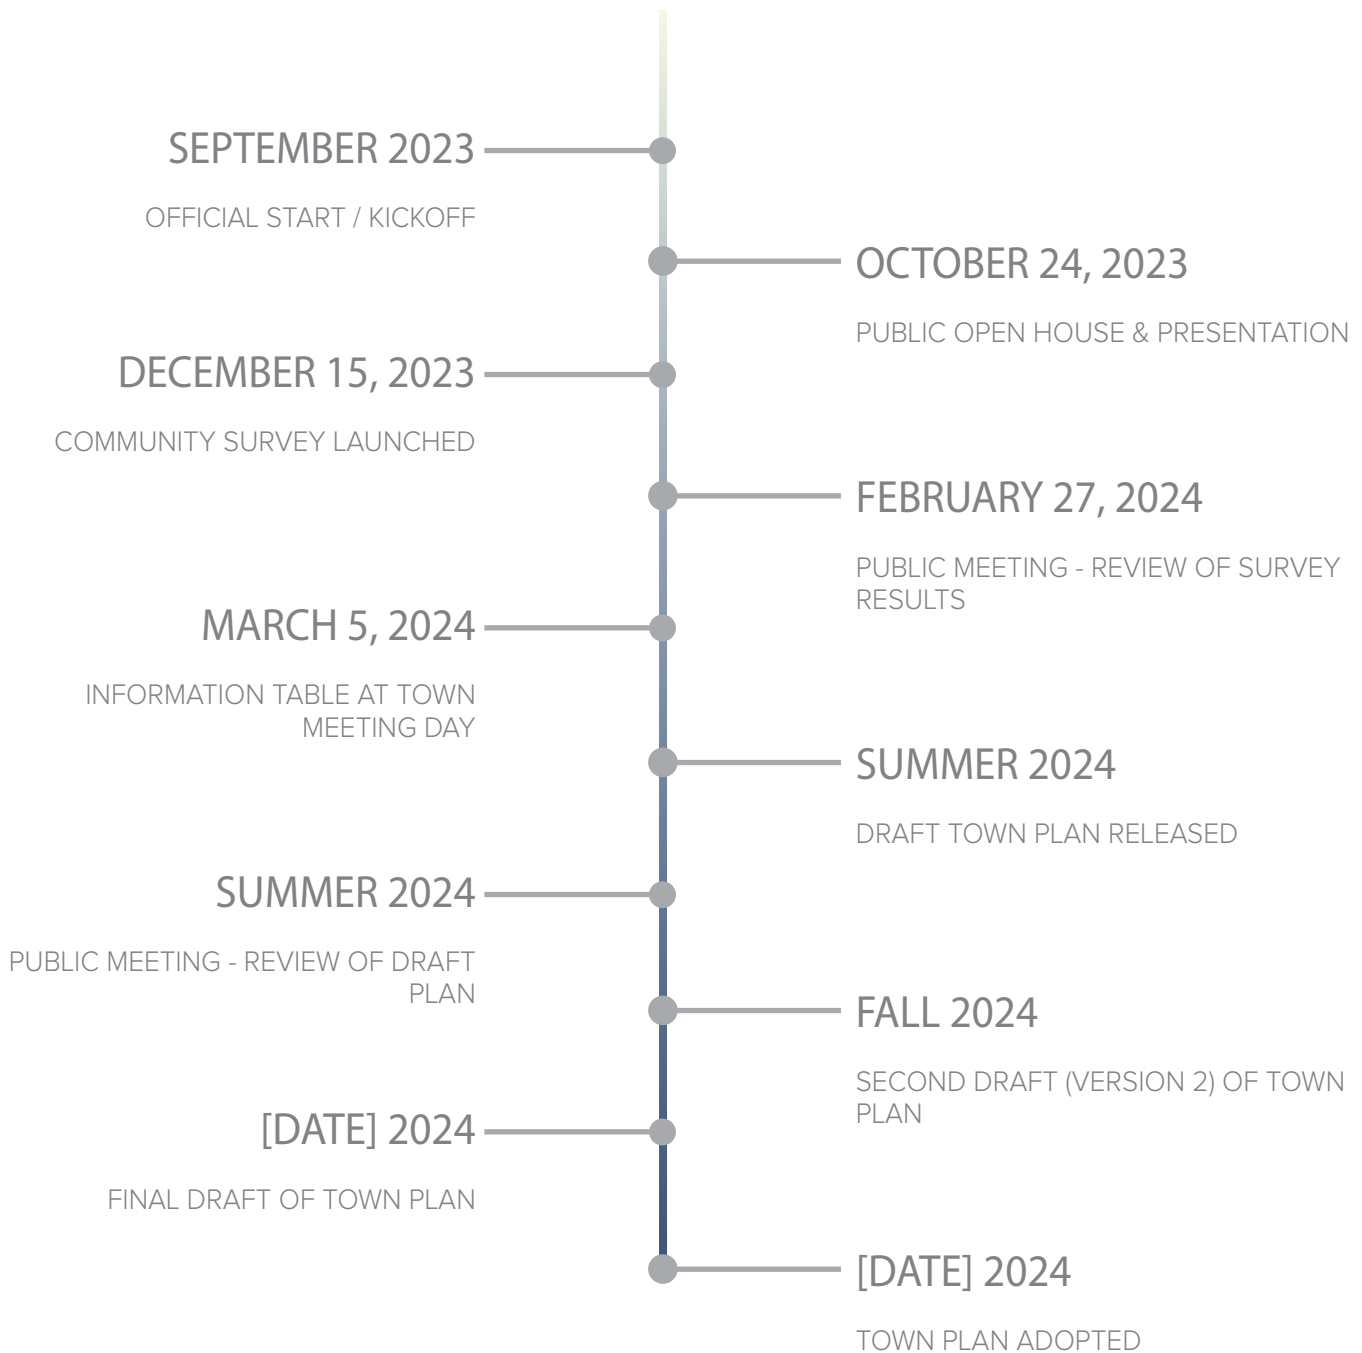 SEPTEMBER 2023
OFFICIAL START / KICKOFF
OCTOBER 24, 2023
PUBLIC OPEN HOUSE & PRESENTATION
DECEMBER 15, 2023
COMMUNITY SURVEY LAUNCHED
FEBRUARY 27, 2024
PUBLIC MEETING - REVIEW OF SURVEY
RESULTS
MARCH 5, 2024
INFORMATION TABLE AT TOWN
MEETING DAY
SUMMER 2024
DRAFT TOWN PLAN RELEASED
SUMMER 2024
PUBLIC MEETING - REVIEW OF DRAFT
PLAN
FALL 2024
SECOND DRAFT (VERSION 2) OF TOWN
PLAN
[DATE] 2024
FINAL DRAFT OF TOWN PLAN
[DATE] 2024
TOWN PLAN ADOPTED